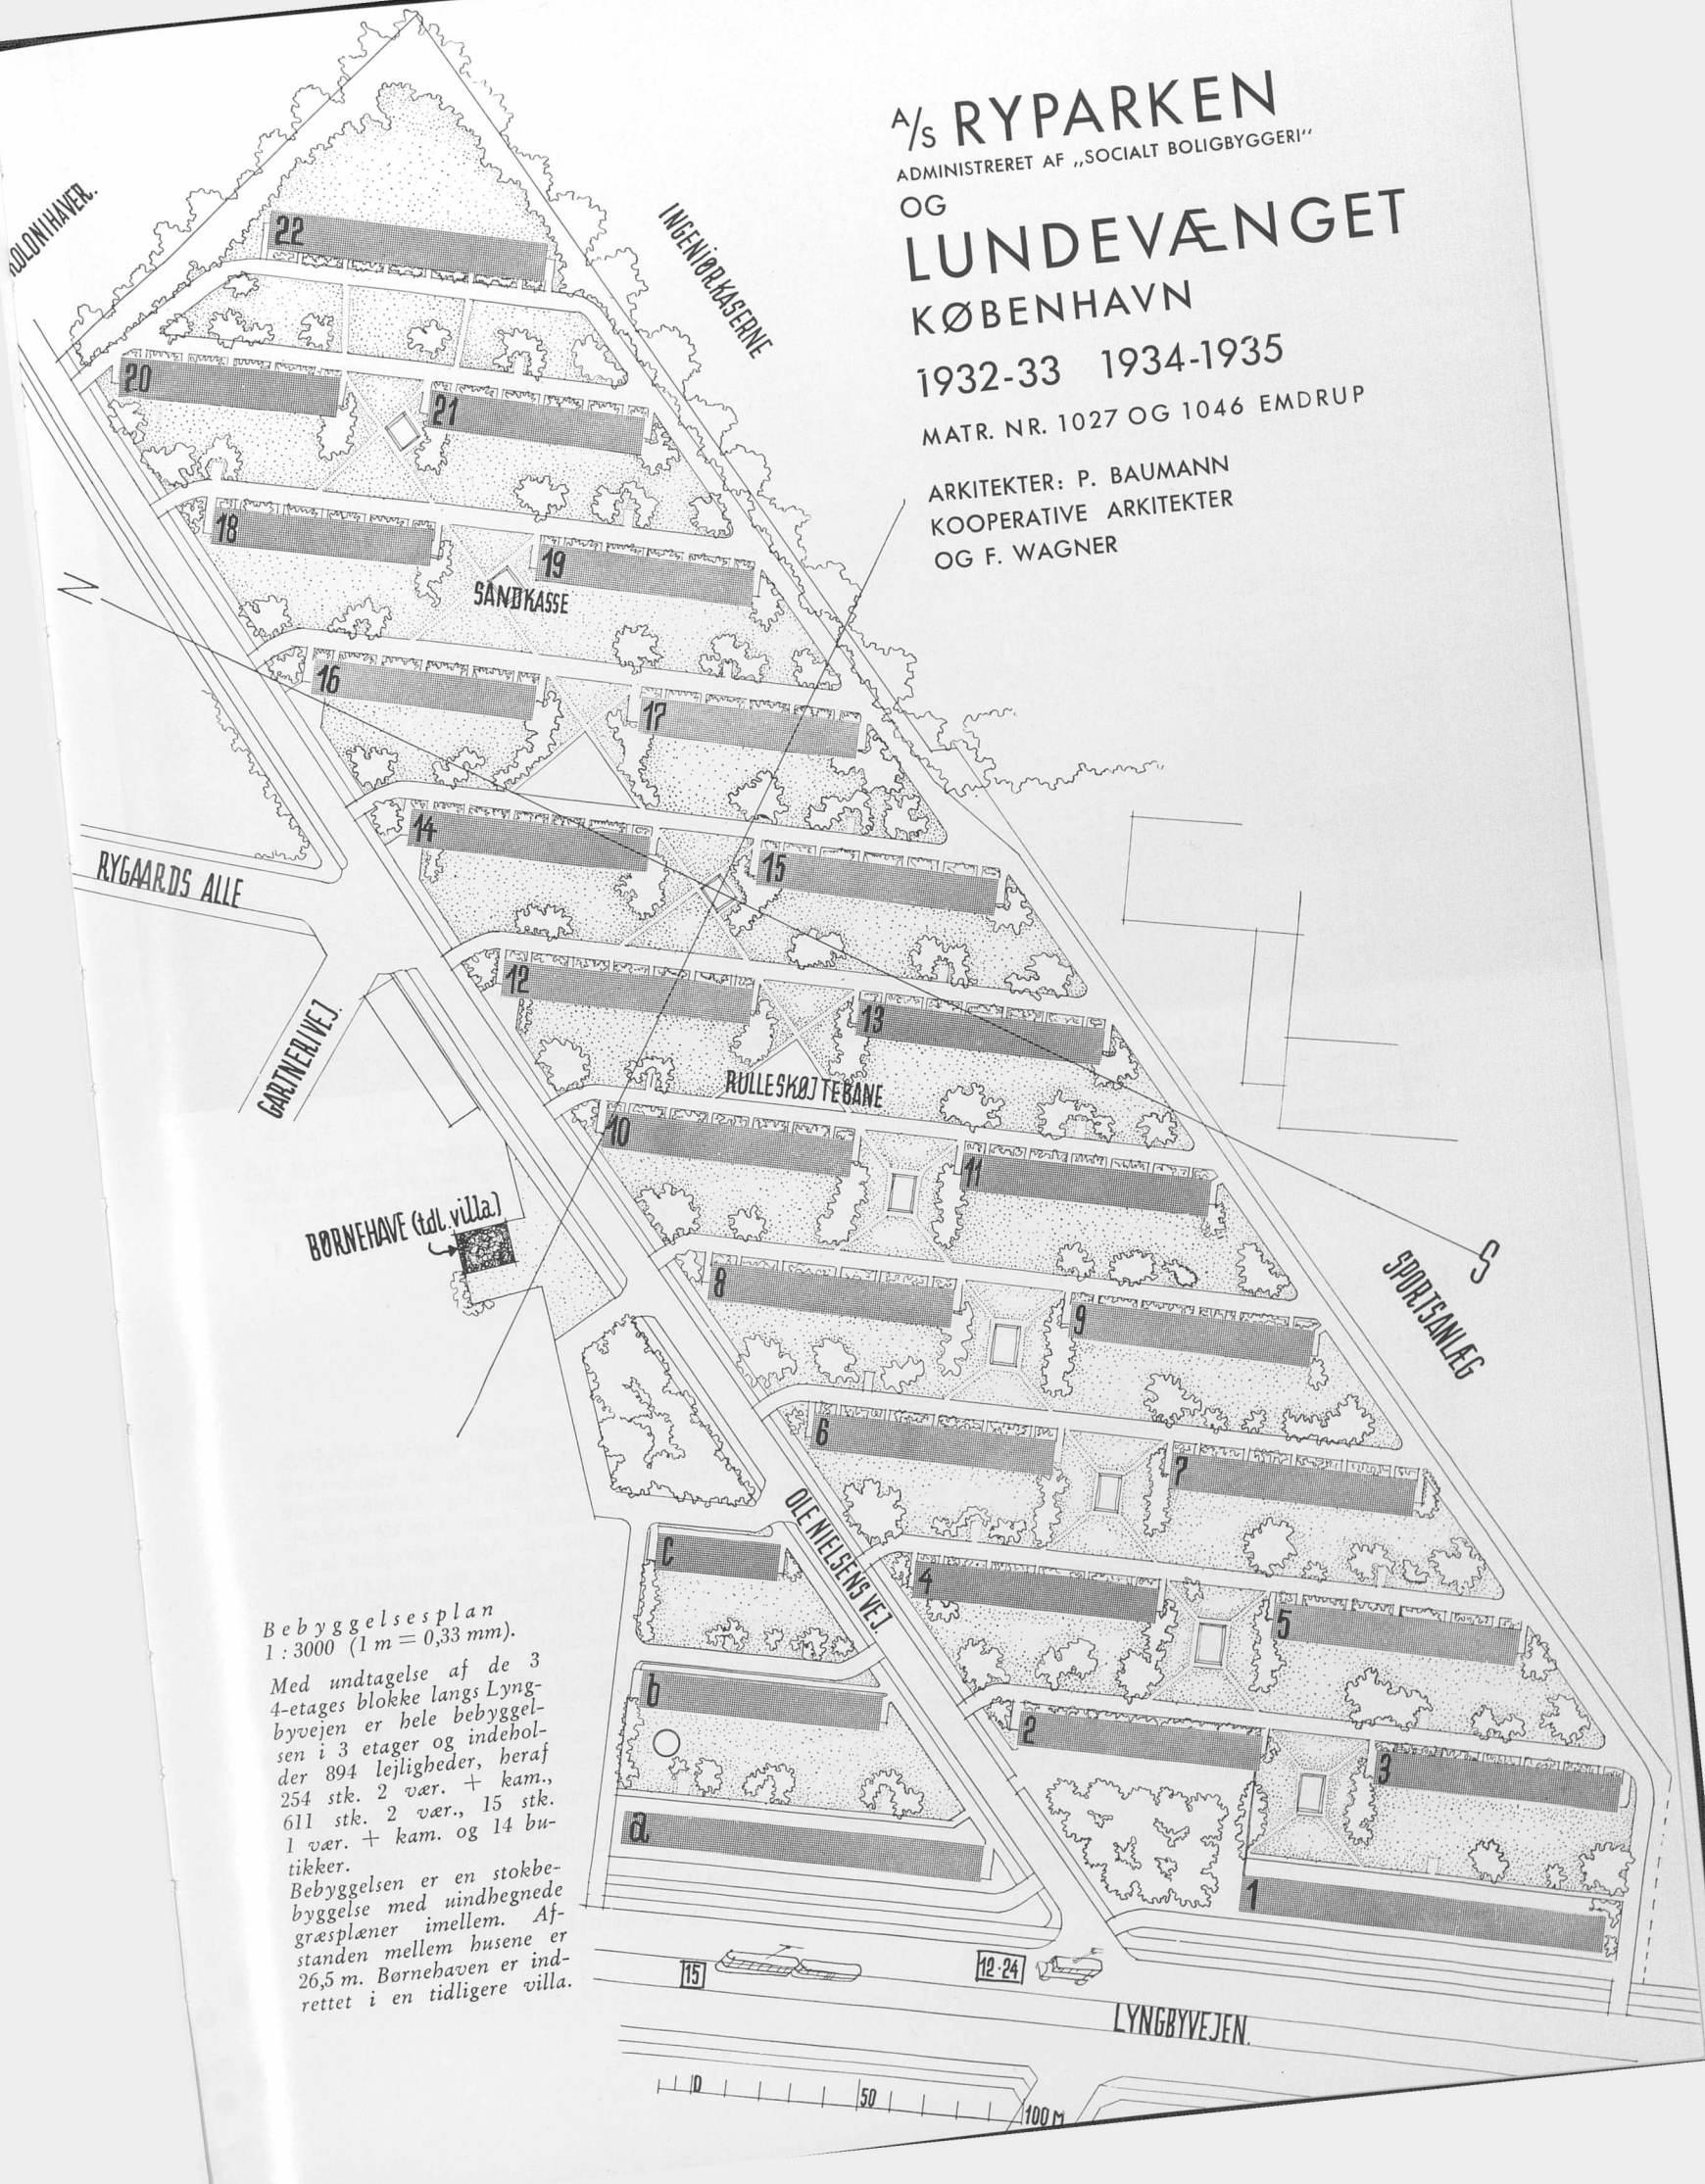 A/S RYPARKEN
ADMINISTRERET AF „SOCIALT BOLIGBYGGERI“
OG
LUNDEVÆNGET
KØBENHAVN
1932-33 1934-1935
MATR. NR. 1027 OG 1046 EMDRUP
ARKITEKTER: P. BAUMANN
KOOPERATIVE ARKITEKTER
OG F. WAGNER
KOLONIHAVER.
INGENIØRKASERNE
22
20
21
18
19
SANDKASSE
N
16
17
14
15
RYGAARDS ALLE
12
13
GARTNERIVEJ.
RULLESKØJTEBANE
10
11
BØRNEHAVE (tdl. villa.)
8
9
S
SPORTSANLÆG
6
7
OLE NIELSENS VEJ.
C
4
5
b
2
3
a
1
15
12·24
LYNGBYVEJEN.
0
50
100 M
Bebyggelsesplan
1 : 3000 (1 m = 0,33 mm).
Med undtagelse af de 3
4-etages blokke langs Lyng-
byvejen er hele bebyggel-
sen i 3 etager og indehol-
der 894 lejligheder, heraf
254 stk. 2 vær. + kam.,
611 stk. 2 vær., 15 stk.
1 vær. + kam. og 14 bu-
tikker.
Bebyggelsen er en stokbe-
byggelse med uindhegnede
græsplæner imellem. Af-
standen mellem husene er
26,5 m. Børnehaven er ind-
rettet i en tidligere villa.